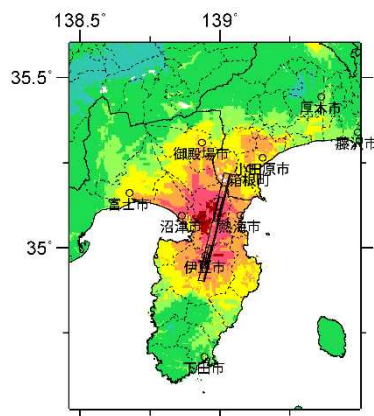 138.5°
139°
35.5°
35°
厚木市
藤沢市
御殿場市
小田原市
箱根町
富士市
沼津市
熱海市
伊豆市
下田市